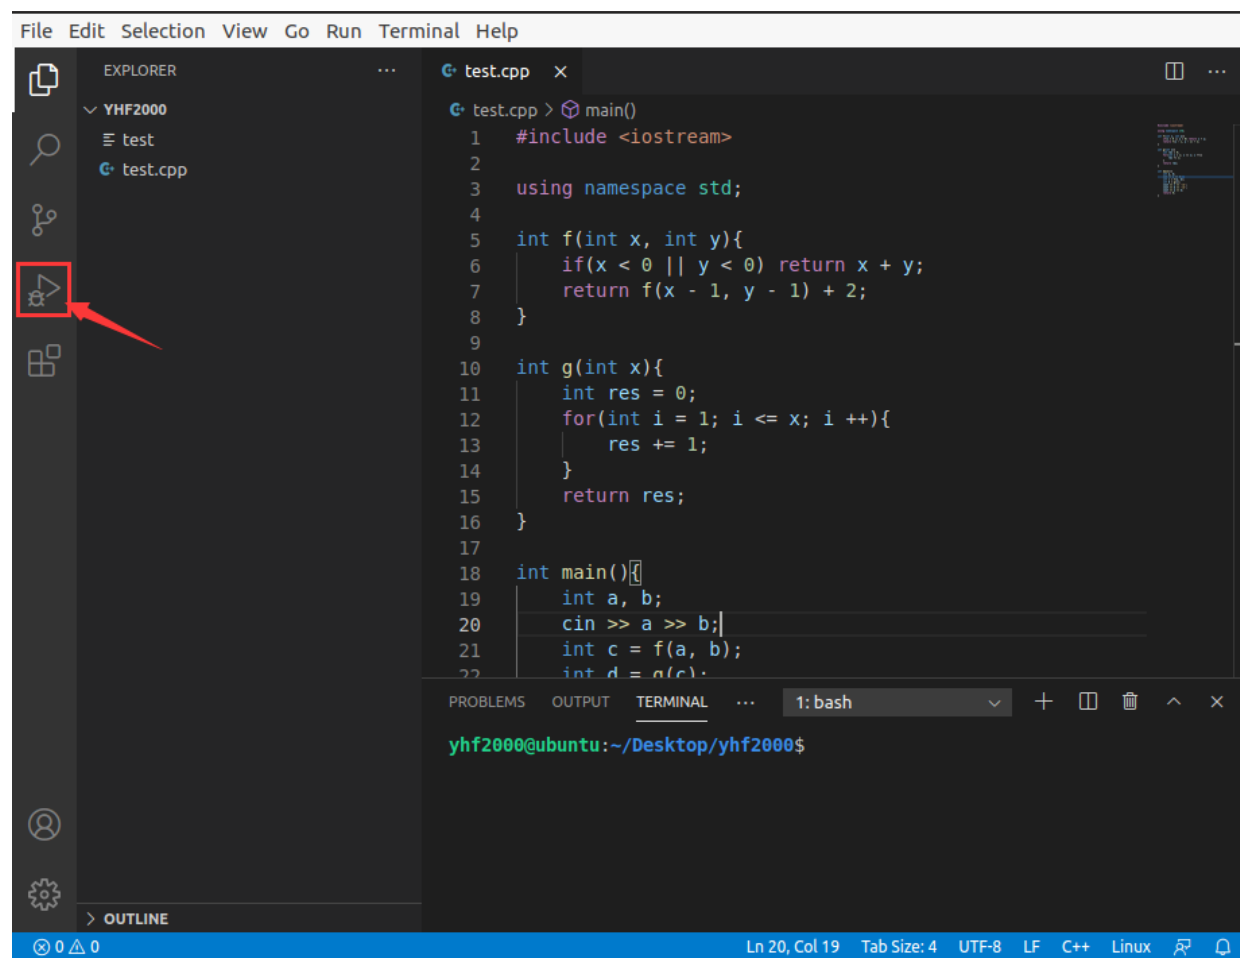 File Edit Selection View Go Run Terminal Help
EXPLORER ···
YHF2000
test
test.cpp
OUTLINE
test.cpp
test.cpp > main()
1 #include <iostream>
2
3 using namespace std;
4
5 int f(int x, int y){
6 if(x < 0 || y < 0) return x + y;
7 return f(x - 1, y - 1) + 2;
8 }
9
10 int g(int x){
11 int res = 0;
12 for(int i = 1; i <= x; i ++){
13 res += 1;
14 }
15 return res;
16 }
17
18 int main(){
19 int a, b;
20 cin >> a >> b;
21 int c = f(a, b);
22 int d = g(c);
PROBLEMS OUTPUT TERMINAL ··· 1: bash
yhf2000@ubuntu:~/Desktop/yhf2000$
0 0 Ln 20, Col 19 Tab Size: 4 UTF-8 LF C++ Linux